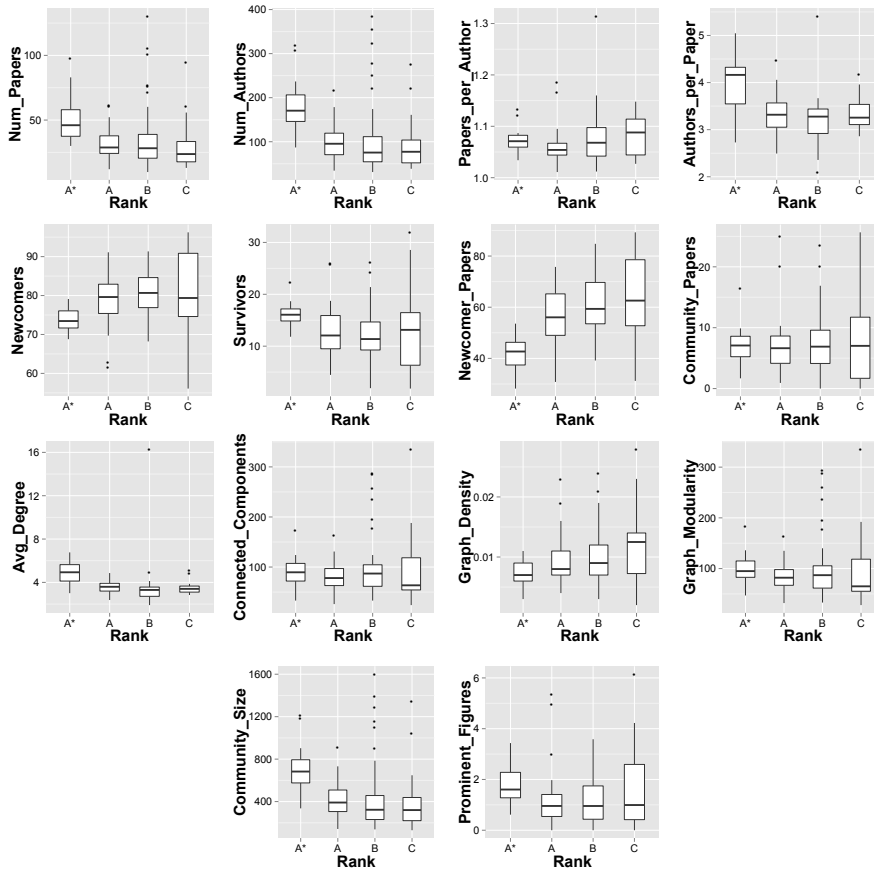 Num_Papers
100
50
A* A B C
Rank
Num_Authors
400
300
200
100
A* A B C
Rank
Papers_per_Author
1.3
1.2
1.1
1.0
A* A B C
Rank
Authors_per_Paper
5
4
3
2
A* A B C
Rank
Newcomers
90
80
70
60
A* A B C
Rank
Survivors
30
20
10
A* A B C
Rank
Newcomer_Papers
80
60
40
A* A B C
Rank
Community_Papers
20
10
0
A* A B C
Rank
Avg_Degree
16
12
8
4
A* A B C
Rank
Connected_Components
300
200
100
A* A B C
Rank
Graph_Density
0.02
0.01
A* A B C
Rank
Graph_Modularity
300
200
100
A* A B C
Rank
Community_Size
1600
1200
800
400
A* A B C
Rank
Prominent_Figures
6
4
2
0
A* A B C
Rank